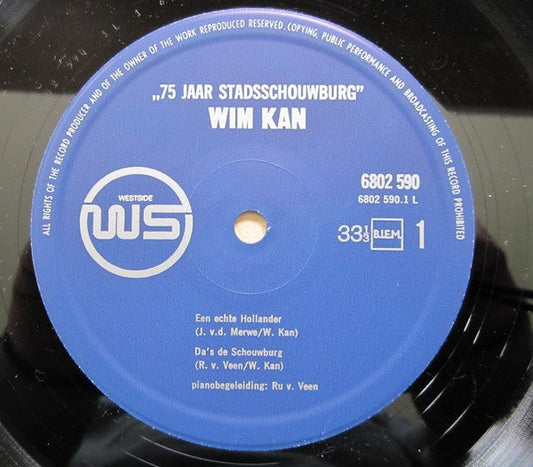 ALL RIGHTS OF THE RECORD PRODUCER AND OF THE OWNER OF THE WORK REPRODUCED RESERVED. COPYING, PUBLIC PERFORMANCE AND BROADCASTING OF THIS RECORD PROHIBITED
„75 JAAR STADSSCHOUWBURG”
WIM KAN
WESTSIDE
WS
6802 590
6802 590.1 L
33⅓ B.I.E.M. 1
Een echte Hollander
(J. v.d. Merwe/W. Kan)
Da's de Schouwburg
(R. v. Veen/W. Kan)
pianobegeleiding: Ru v. Veen